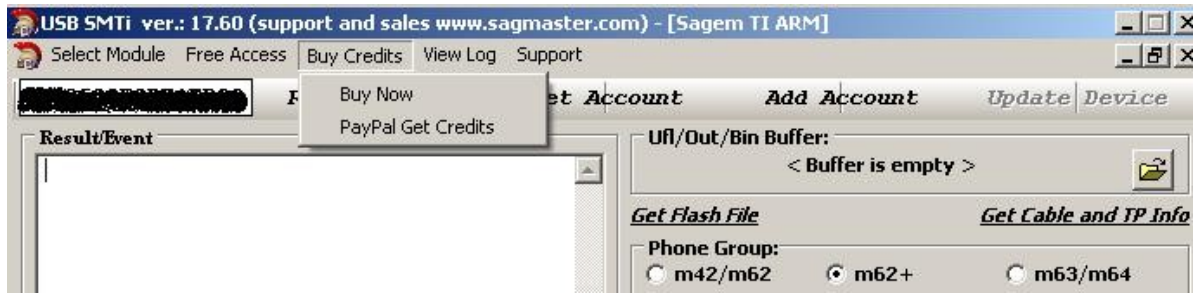 USB SMTi ver.: 17.60 (support and sales www.sagmaster.com) - [Sagem TI ARM]
Select Module Free Access Buy Credits View Log Support
Account Add Account Update Device
Buy Now
PayPal Get Credits
Result/Event
Ufl/Out/Bin Buffer:
< Buffer is empty >
Get Flash File Get Cable and TP Info
Phone Group:
m42/m62 m62+ m63/m64